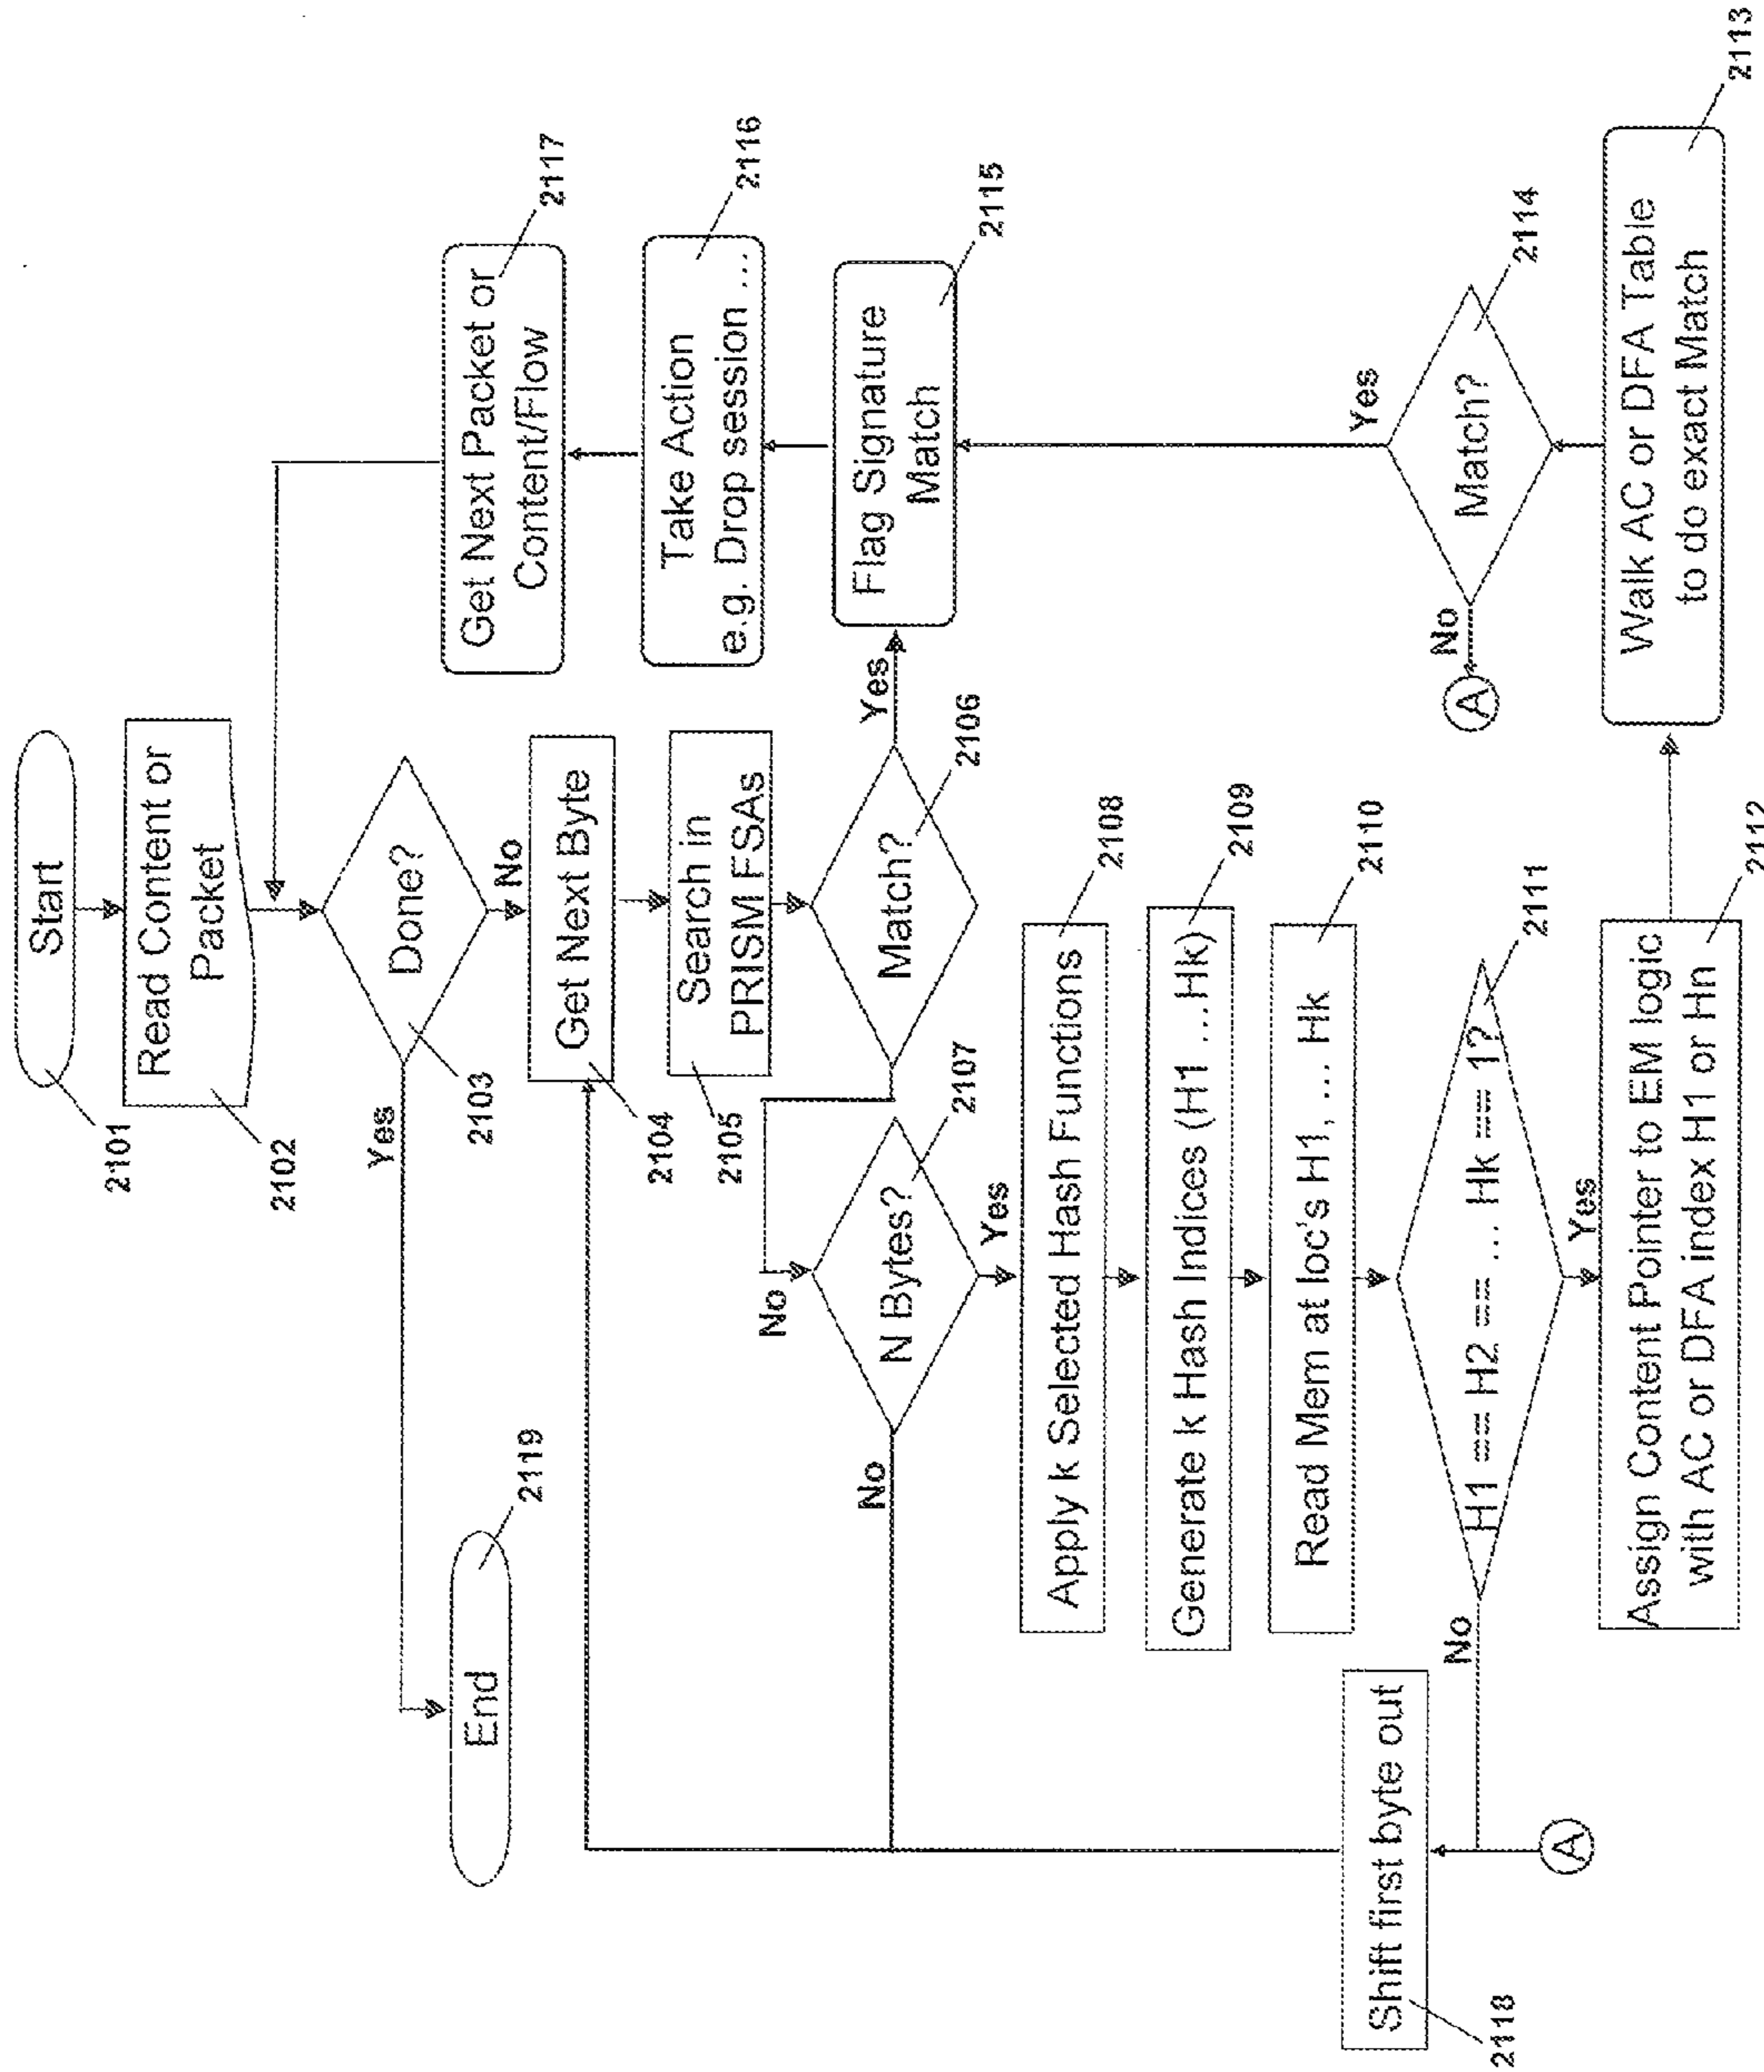 Start
2101
Read Content or
Packet
2102
Done?
2103
Yes
No
End
2119
Get Next Byte
2104
Search in
PRISM FSAs
2105
Match?
2106
Yes
No
N Bytes?
2107
No
Yes
Apply k Selected Hash Functions
2108
Generate k Hash Indices (H1 ...Hk)
2109
Read Mem at loc's H1, ... Hk
2110
H1 == H2 == ... Hk == 1?
2111
No
Yes
Shift first byte out
2118
A
Assign Content Pointer to EM logic
with AC or DFA index H1 or Hn
2112
Walk AC or DFA Table
to do exact Match
2113
Match?
2114
No
A
Yes
Flag Signature
Match
2115
Take Action
e.g. Drop session ...
2116
Get Next Packet or
Content/Flow
2117